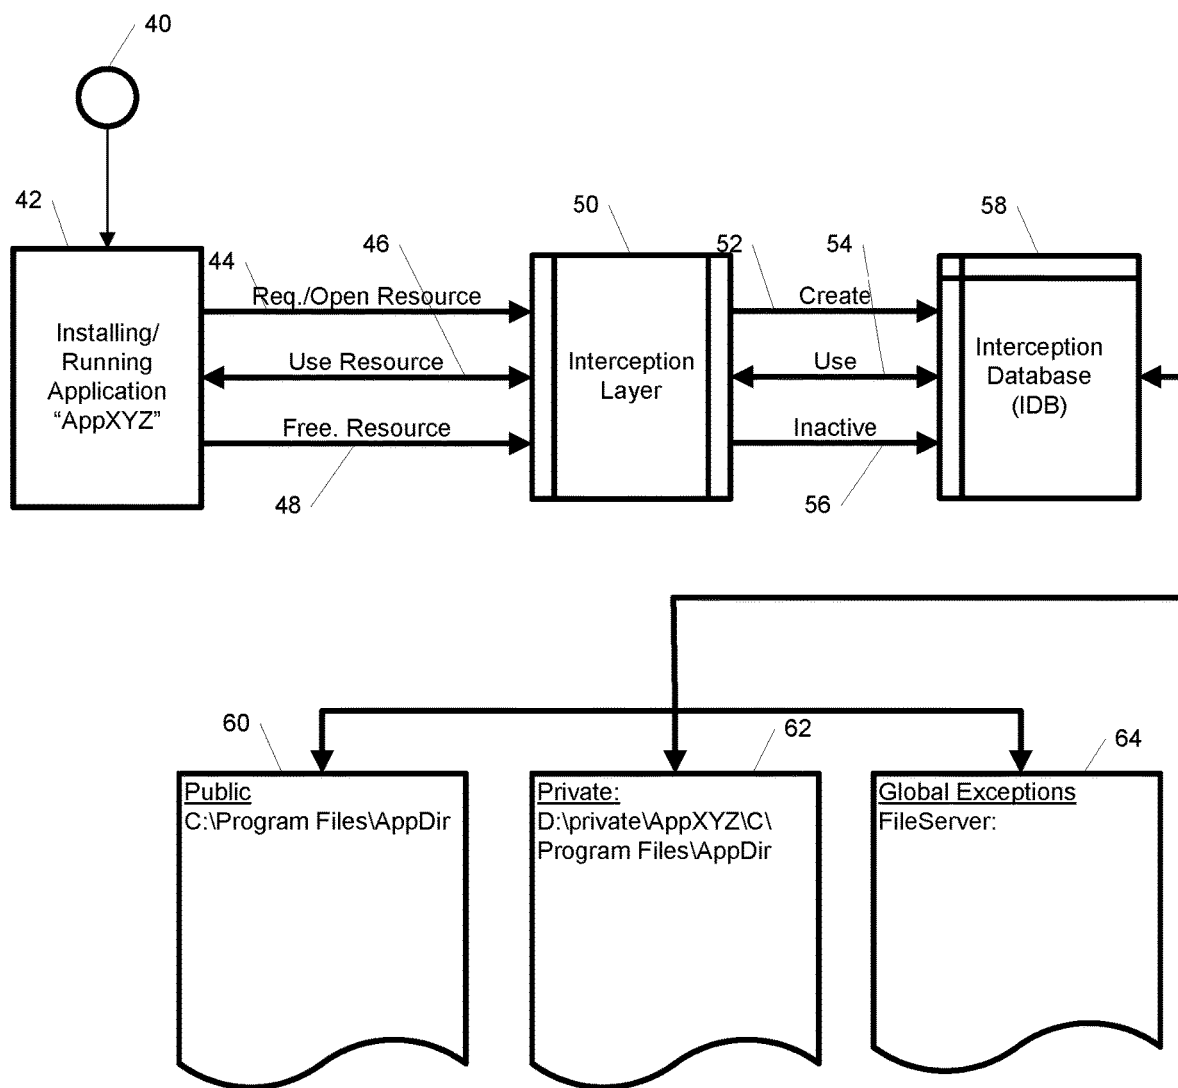 40
42
44
46
50
52
54
58
Installing/
Running
Application
“AppXYZ”
Req./Open Resource
Use Resource
Free. Resource
48
Interception
Layer
Create
Use
Inactive
56
Interception
Database
(IDB)
60
Public
C:\Program Files\AppDir
62
Private:
D:\private\AppXYZ\C\
Program Files\AppDir
64
Global Exceptions
FileServer: